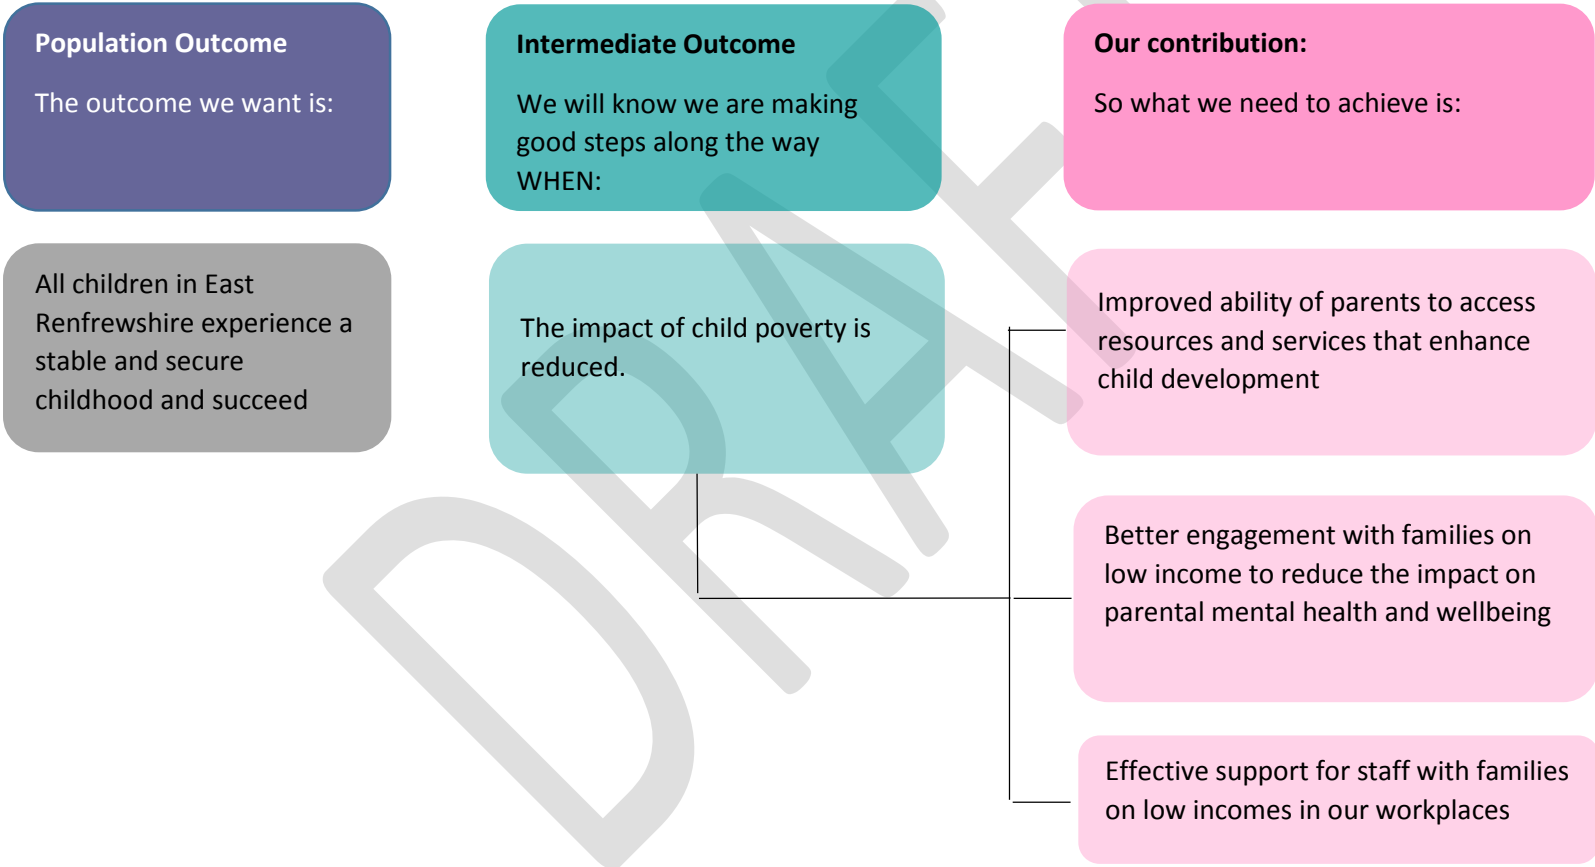 Population Outcome
The outcome we want is:
Intermediate Outcome
We will know we are making
good steps along the way
WHEN:
Our contribution:
So what we need to achieve is:
All children in East
Renfrewshire experience a
stable and secure
childhood and succeed
The impact of child poverty is
reduced.
Improved ability of parents to access
resources and services that enhance
child development
Better engagement with families on
low income to reduce the impact on
parental mental health and wellbeing
Effective support for staff with families
on low incomes in our workplaces
DRAFT